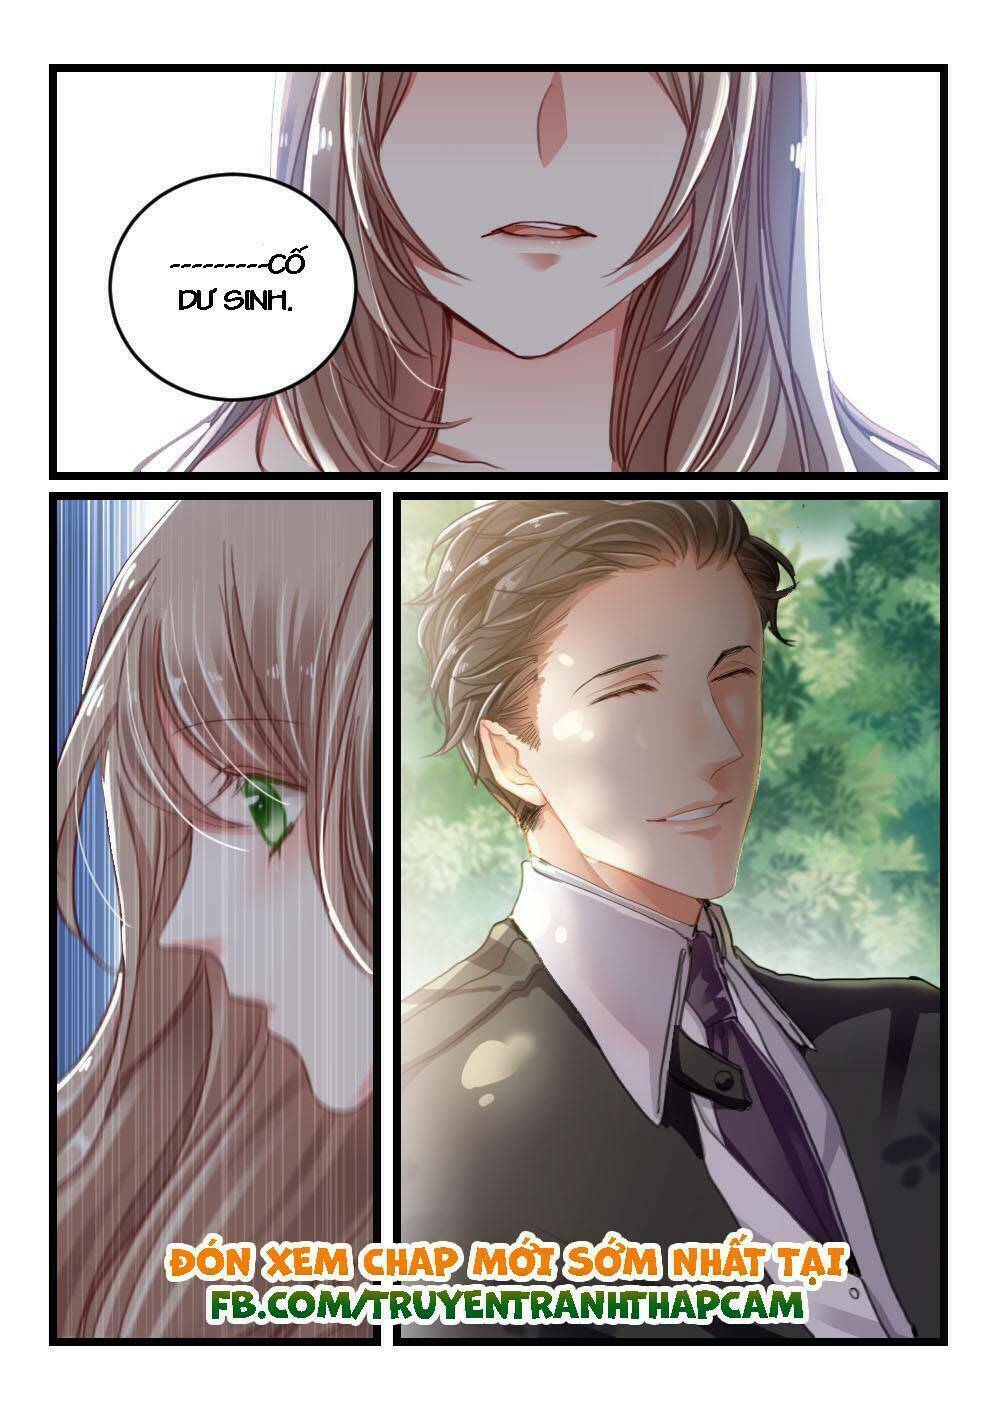 ---------CỐ
DƯ SINH.
ĐÓN XEM CHAP MỚI SỚM NHẤT TẠI
FB.COM/TRUYENTRANHTHAPCAM